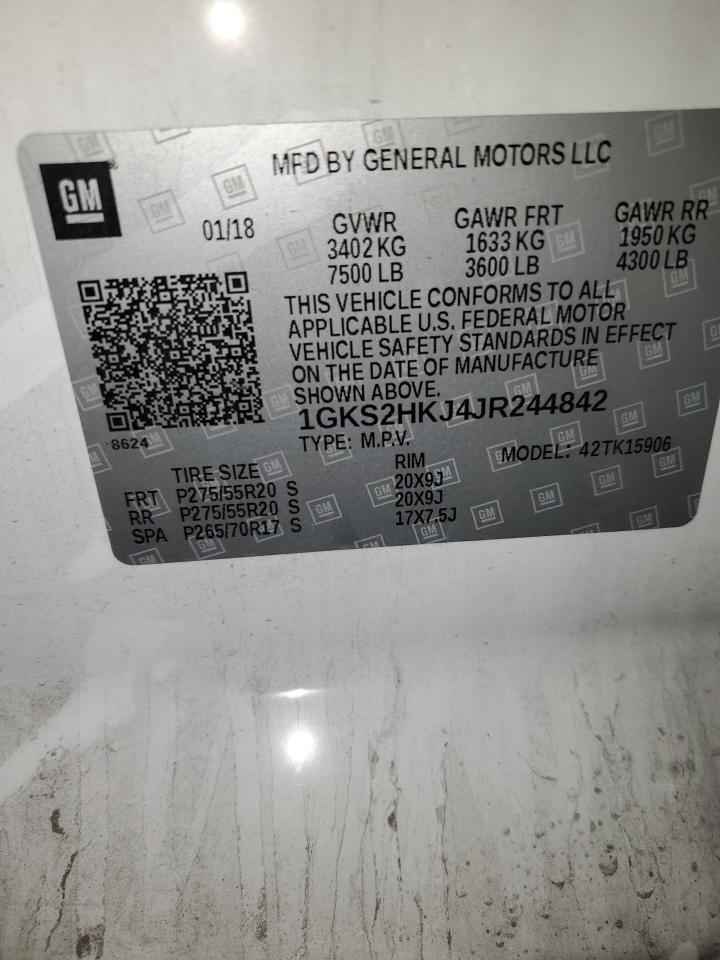 GM
MFD BY GENERAL MOTORS LLC
01/18 GVWR GAWR FRT GAWR RR
3402 KG 1633 KG 1950 KG
7500 LB 3600 LB 4300 LB
THIS VEHICLE CONFORMS TO ALL
APPLICABLE U.S. FEDERAL MOTOR
VEHICLE SAFETY STANDARDS IN EFFECT
ON THE DATE OF MANUFACTURE
SHOWN ABOVE.
1GKS2HKJ4JR244842
8624
TYPE: M.P.V. MODEL: 42TK15906
TIRE SIZE RIM
FRT P275/55R20 S 20X9J
RR P275/55R20 S 20X9J
SPA P265/70R17 S 17X7.5J